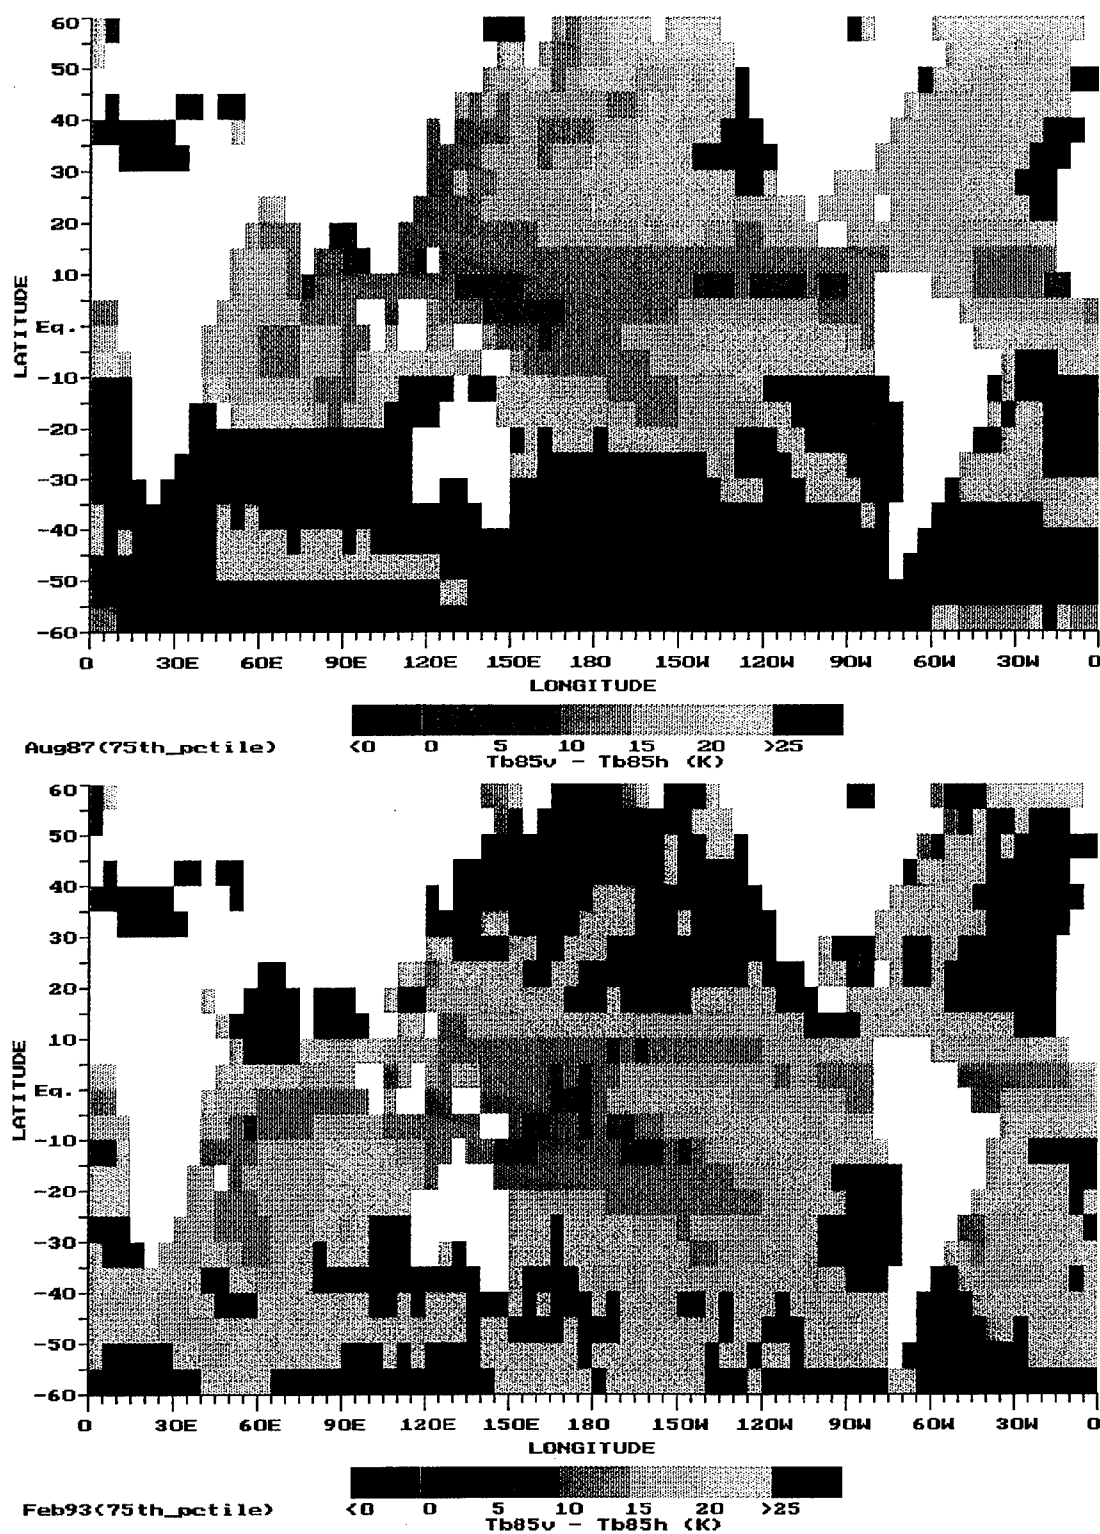 60
50
40
30
20
10
Eq.
-10
-20
-30
-40
-50
-60
LATITUDE
0 30E 60E 90E 120E 150E 180 150W 120W 90W 60W 30W 0
LONGITUDE
Aug87(75th_pctile)
<0 0 5 10 15 20 >25
Tb85v - Tb85h (K)
60
50
40
30
20
10
Eq.
-10
-20
-30
-40
-50
-60
LATITUDE
0 30E 60E 90E 120E 150E 180 150W 120W 90W 60W 30W 0
LONGITUDE
Feb93(75th_pctile)
<0 0 5 10 15 20 >25
Tb85v - Tb85h (K)